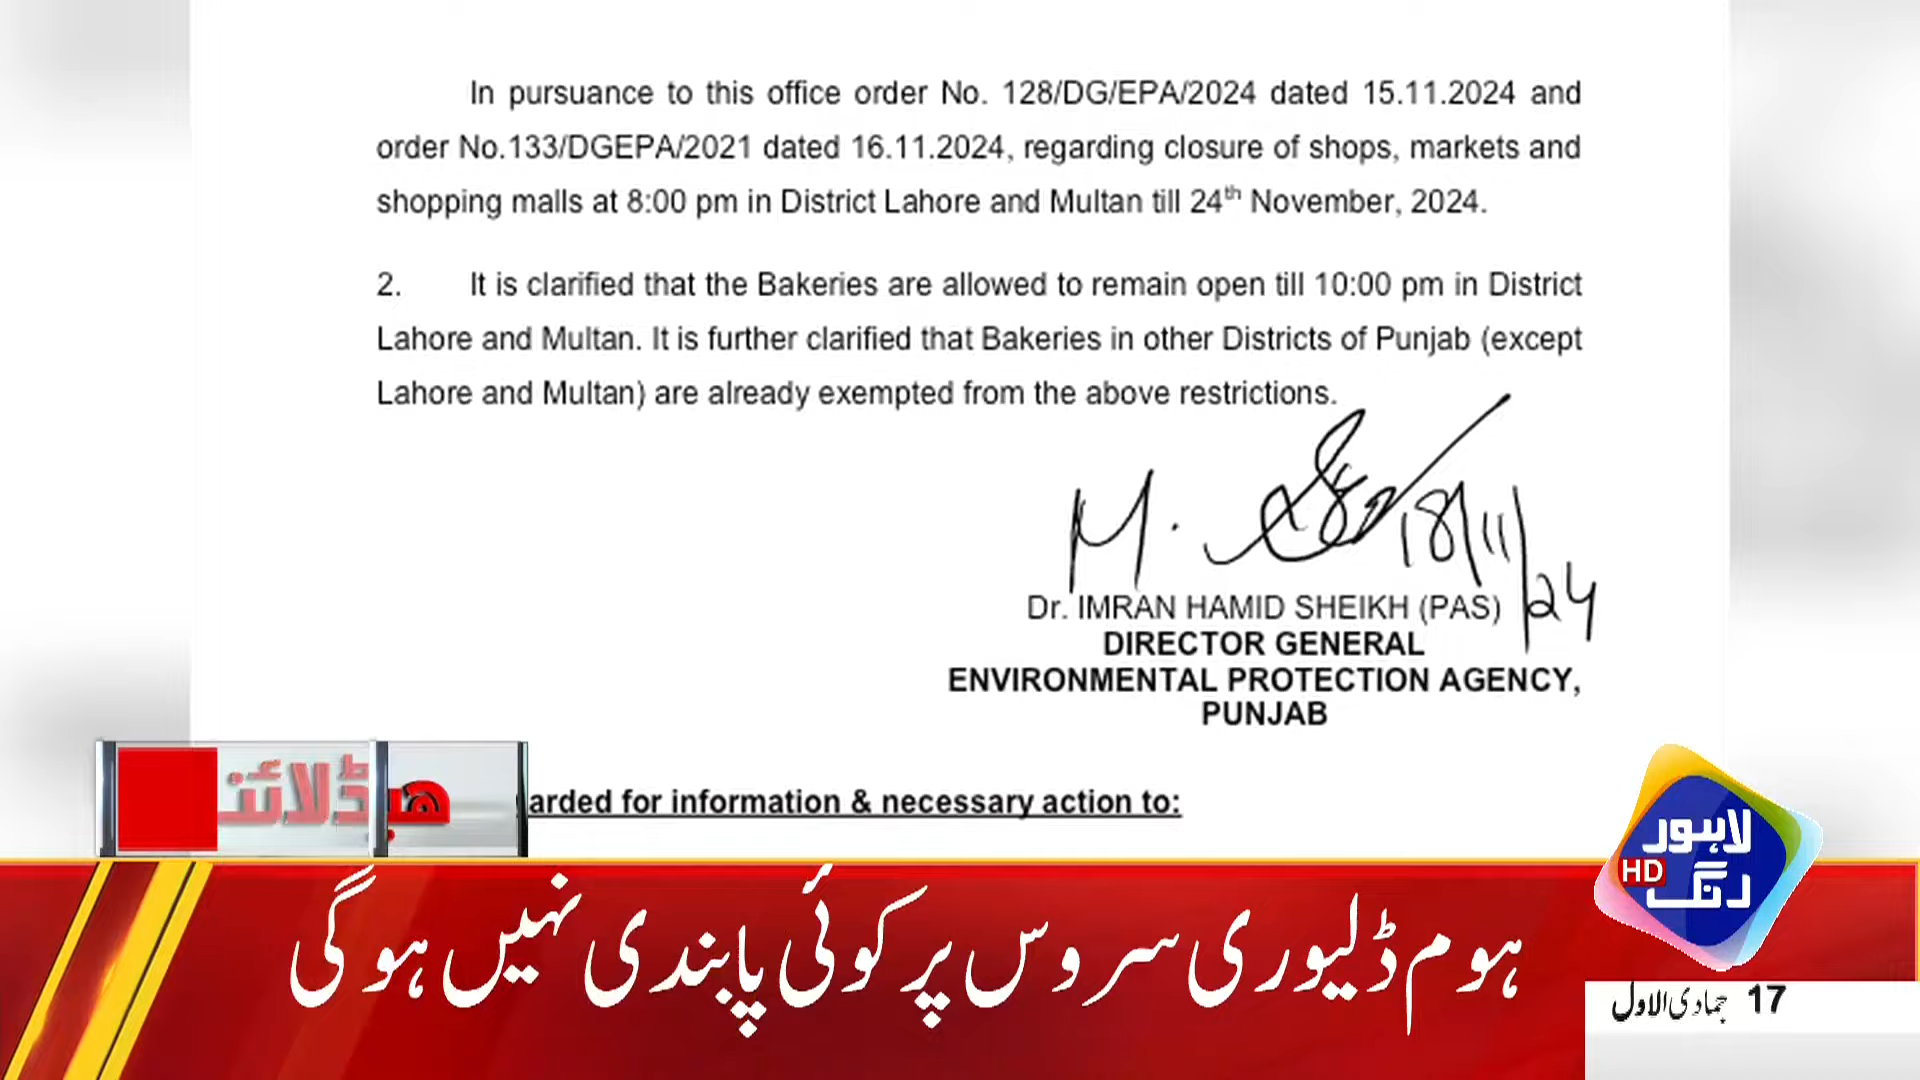 In pursuance to this office order No. 128/DG/EPA/2024 dated 15.11.2024 and
order No.133/DGEPA/2021 dated 16.11.2024, regarding closure of shops, markets and
shopping malls at 8:00 pm in District Lahore and Multan till 24th November, 2024.
2. It is clarified that the Bakeries are allowed to remain open till 10:00 pm in District
Lahore and Multan. It is further clarified that Bakeries in other Districts of Punjab (except
Lahore and Multan) are already exempted from the above restrictions.
M.
18/11/24
Dr. IMRAN HAMID SHEIKH (PAS)
DIRECTOR GENERAL
ENVIRONMENTAL PROTECTION AGENCY,
PUNJAB
arded for information & necessary action to:
ہیڈلائنز
لاہور
رنگ
HD
ہوم ڈلیوری سروس پر کوئی پابندی نہیں ہو گی
17 جمادی الاول